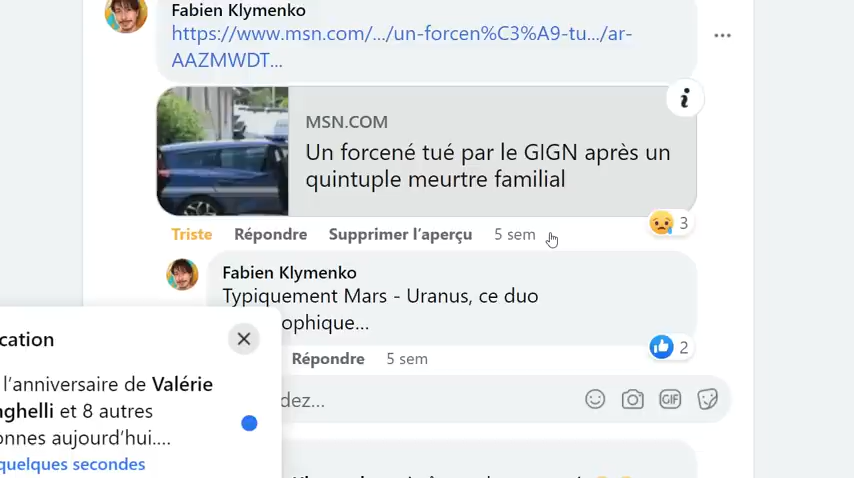 Fabien Klymenko
https://www.msn.com/.../un-forcen%C3%A9-tu.../ar-
AAZMWDT...
MSN.COM
Un forcené tué par le GIGN après un
quintuple meurtre familial
3
Triste Répondre Supprimer l'aperçu 5 sem
Fabien Klymenko
Typiquement Mars - Uranus, ce duo
ophique...
2
Répondre 5 sem
dez...
GIF
cation
l'anniversaire de Valérie
ghelli et 8 autres
onnes aujourd'hui....
quelques secondes